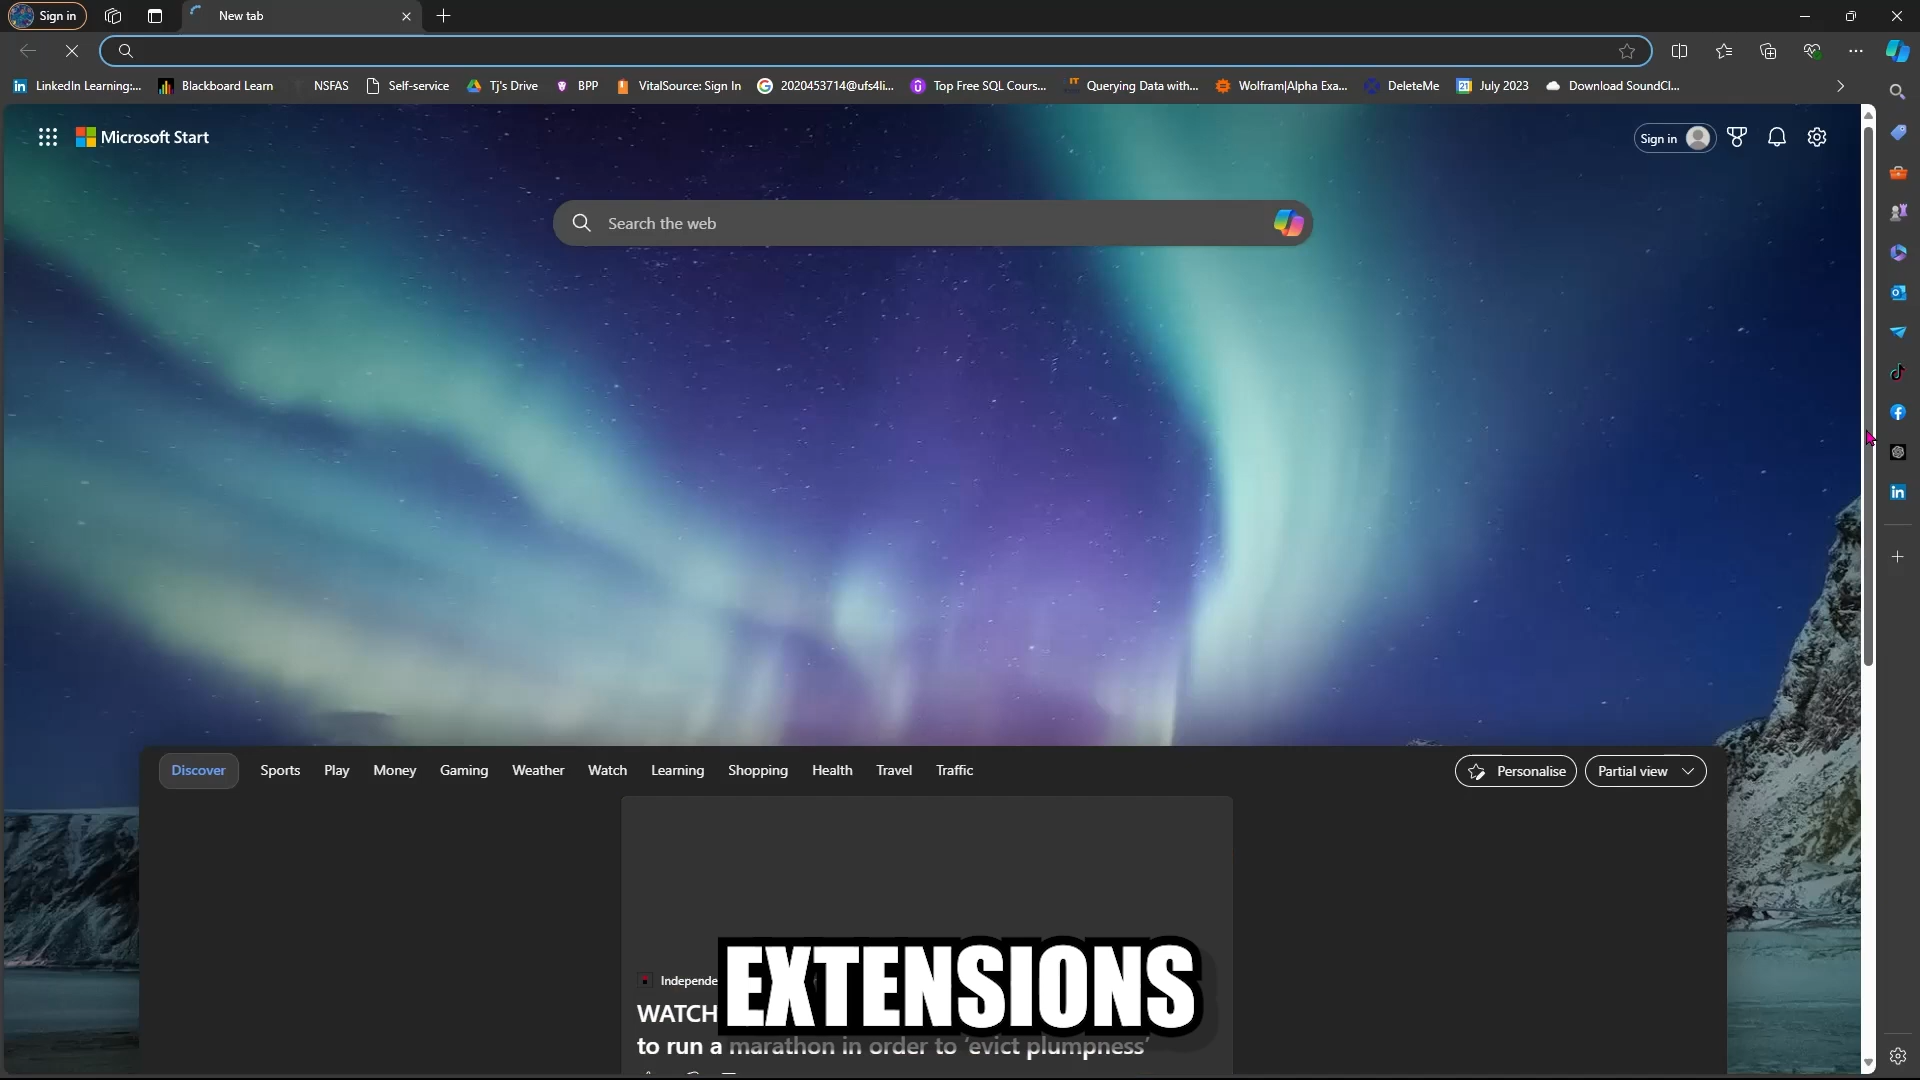 Sign in
New tab
LinkedIn Learning:...
Blackboard Learn
NSFAS
Self-service
Tj's Drive
BPP
VitalSource: Sign In
2020453714@ufs4li...
Top Free SQL Cours...
Querying Data with...
Wolfram|Alpha Exa...
DeleteMe
July 2023
Download SoundCl...
Microsoft Start
Sign in
Search the web
Discover
Sports
Play
Money
Gaming
Weather
Watch
Learning
Shopping
Health
Travel
Traffic
Personalise
Partial view
Independe
WATCH
to run a marathon in order to 'evict plumpness'
EXTENSIONS